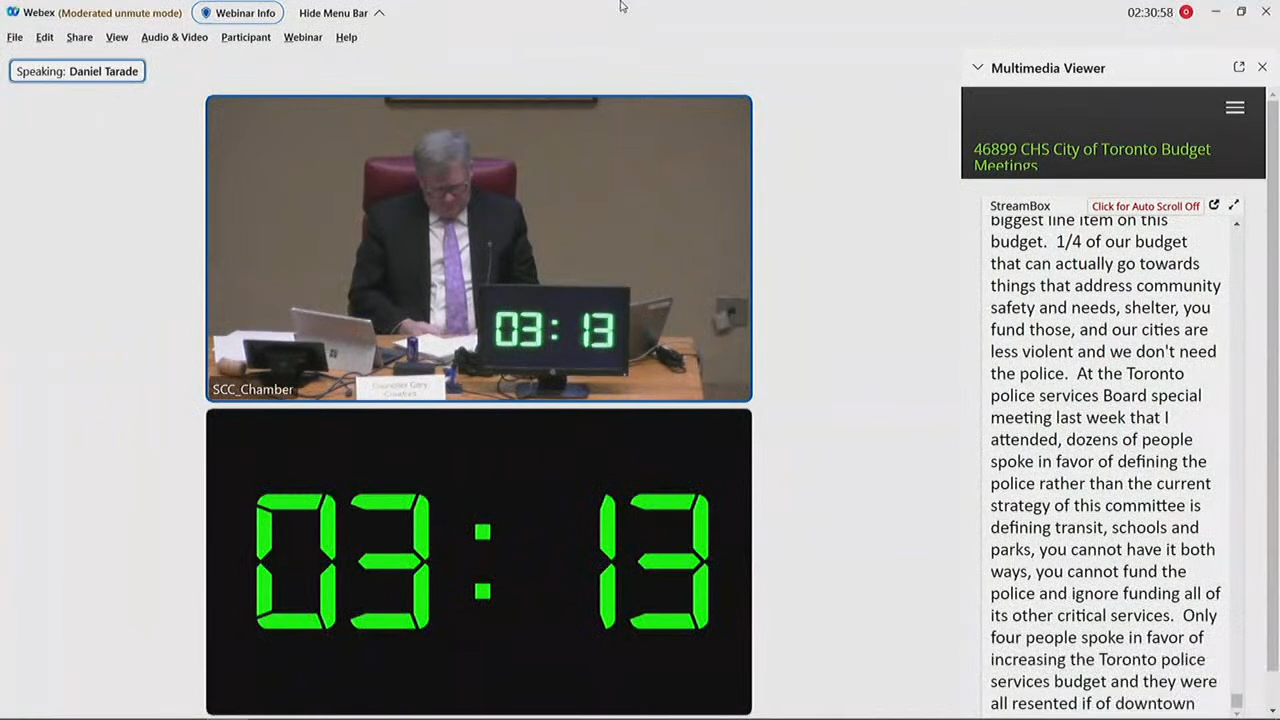 Webex (Moderated unmute mode) Webinar Info Hide Menu Bar 02:30:58
File Edit Share View Audio & Video Participant Webinar Window Help
Speaking: Daniel Tarade
Multimedia Viewer
46899 CHS City of Toronto Budget
Meetings
StreamBox Click for Auto Scroll Off
biggest line item on this
budget. 1/4 of our budget
that can actually go towards
things that address community
safety and needs, shelter, you
fund those, and our cities are
less violent and we don't need
the police. At the Toronto
police services Board special
meeting last week that I
attended, dozens of people
spoke in favor of defining the
police rather than the current
strategy of this committee is
defining transit, schools and
parks, you cannot have it both
ways, you cannot fund the
police and ignore funding all of
its other critical services. Only
four people spoke in favor of
increasing the Toronto police
services budget and they were
all resented if of downtown
03: 13
SCC_Chamber
Councillor Gary
Crawford
03: 13